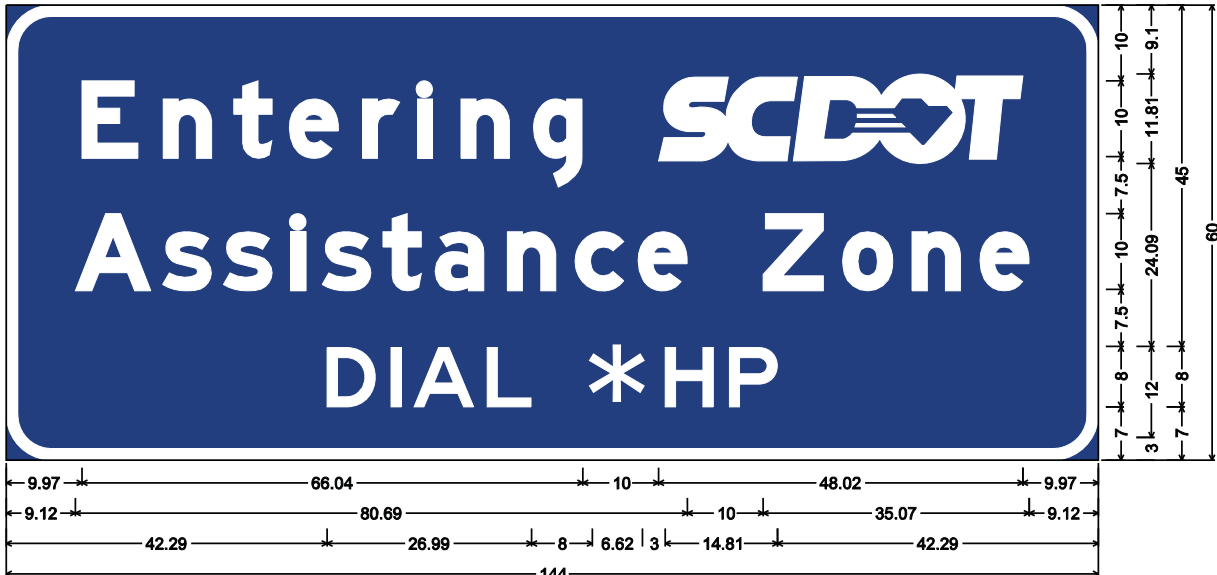 Entering SCDOT
Assistance Zone
DIAL *HP
10 10 7.5 10 7.5 8 7
9.1 11.81 24.09 12 3
45 8 7
60
9.97 66.04 10 48.02 9.97
9.12 80.69 10 35.07 9.12
42.29 26.99 8 6.62 3 14.81 42.29
144